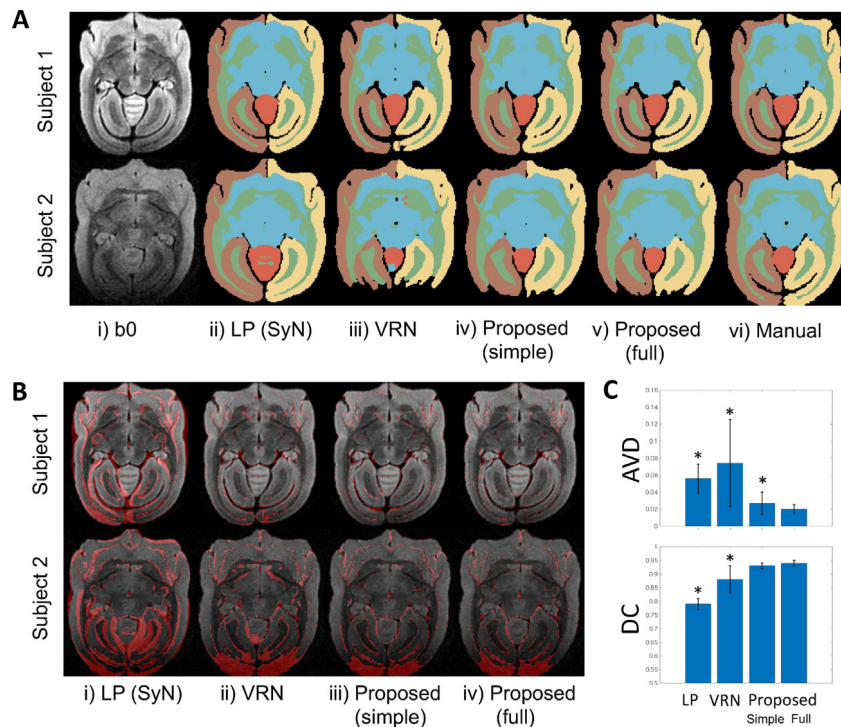 A
Subject 1
Subject 2
i) b0
ii) LP (SyN)
iii) VRN
iv) Proposed
(simple)
v) Proposed
(full)
vi) Manual
B
Subject 1
Subject 2
i) LP (SyN)
ii) VRN
iii) Proposed
(simple)
iv) Proposed
(full)
C
AVD
0.16
0.14
0.12
0.1
0.08
0.06
0.04
0.02
0
*
*
*
DC
1
0.95
0.9
0.85
0.8
0.75
0.7
0.65
0.6
0.55
0.5
*
*
LP
VRN
Proposed
Simple
Full